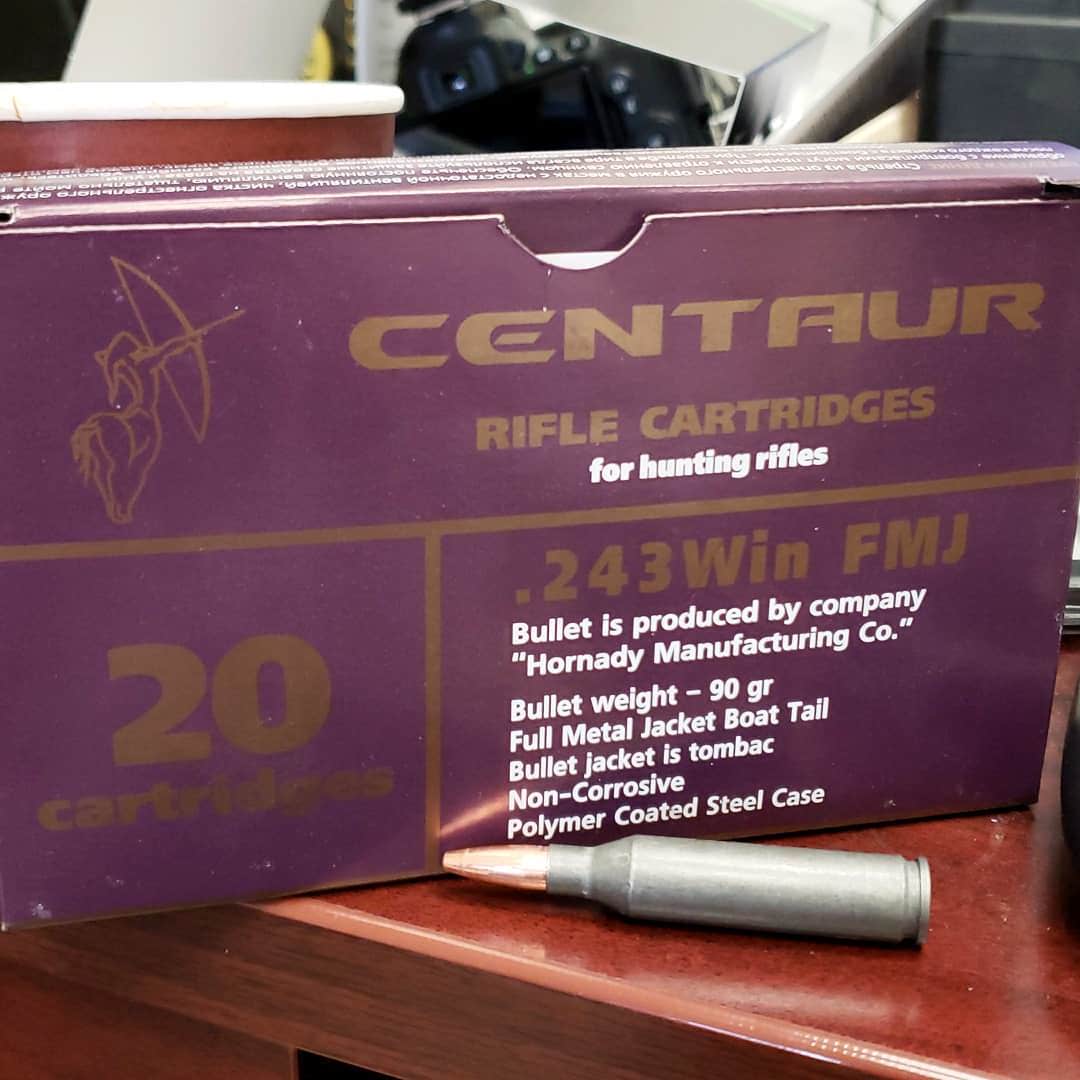 CENTAUR
RIFLE CARTRIDGES
for hunting rifles
.243Win FMJ
Bullet is produced by company
"Hornady Manufacturing Co."
Bullet weight – 90 gr
Full Metal Jacket Boat Tail
Bullet jacket is tombac
Non-Corrosive
Polymer Coated Steel Case
20
cartridges